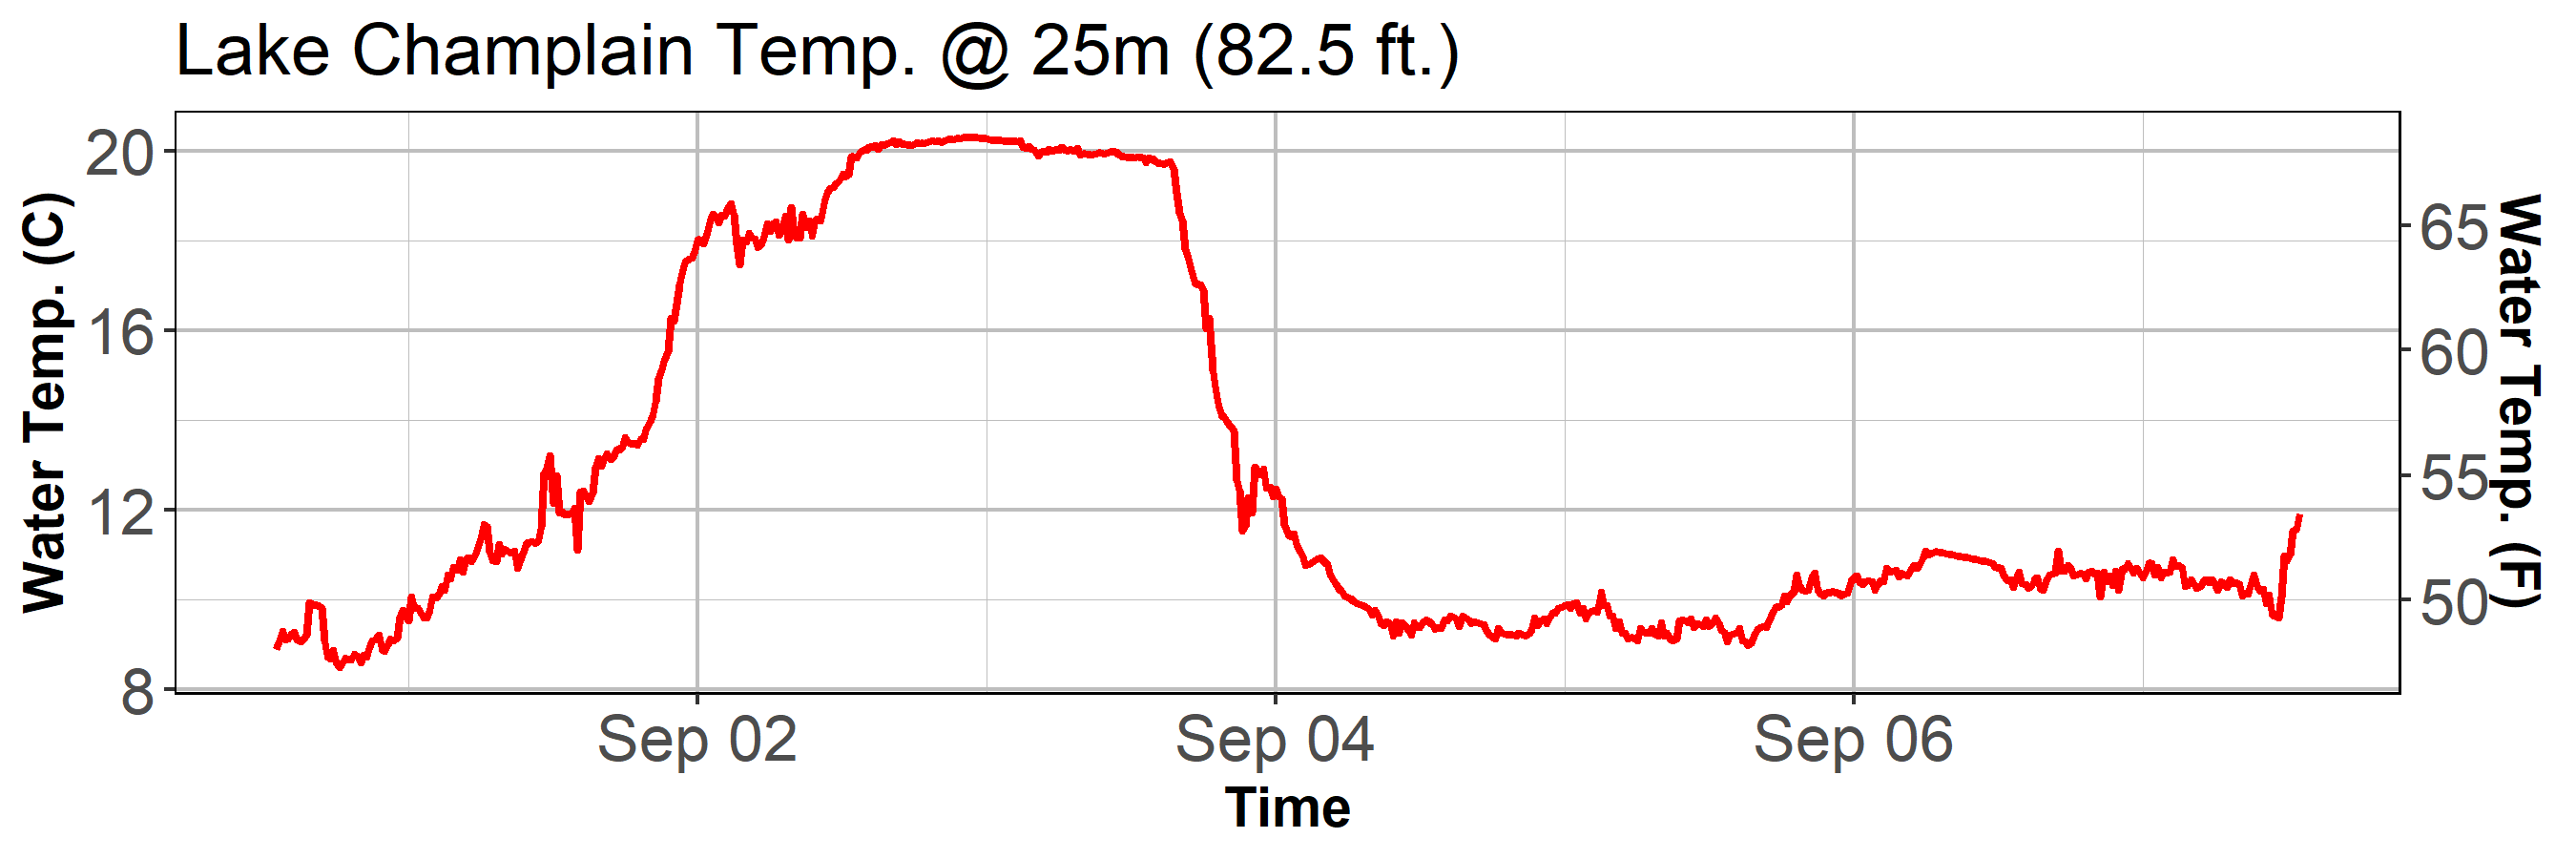 Lake Champlain Temp. @ 25m (82.5 ft.)
Water Temp. (C)
20
16
12
8
65
60
55
50
Water Temp. (F)
Sep 02
Sep 04
Sep 06
Time